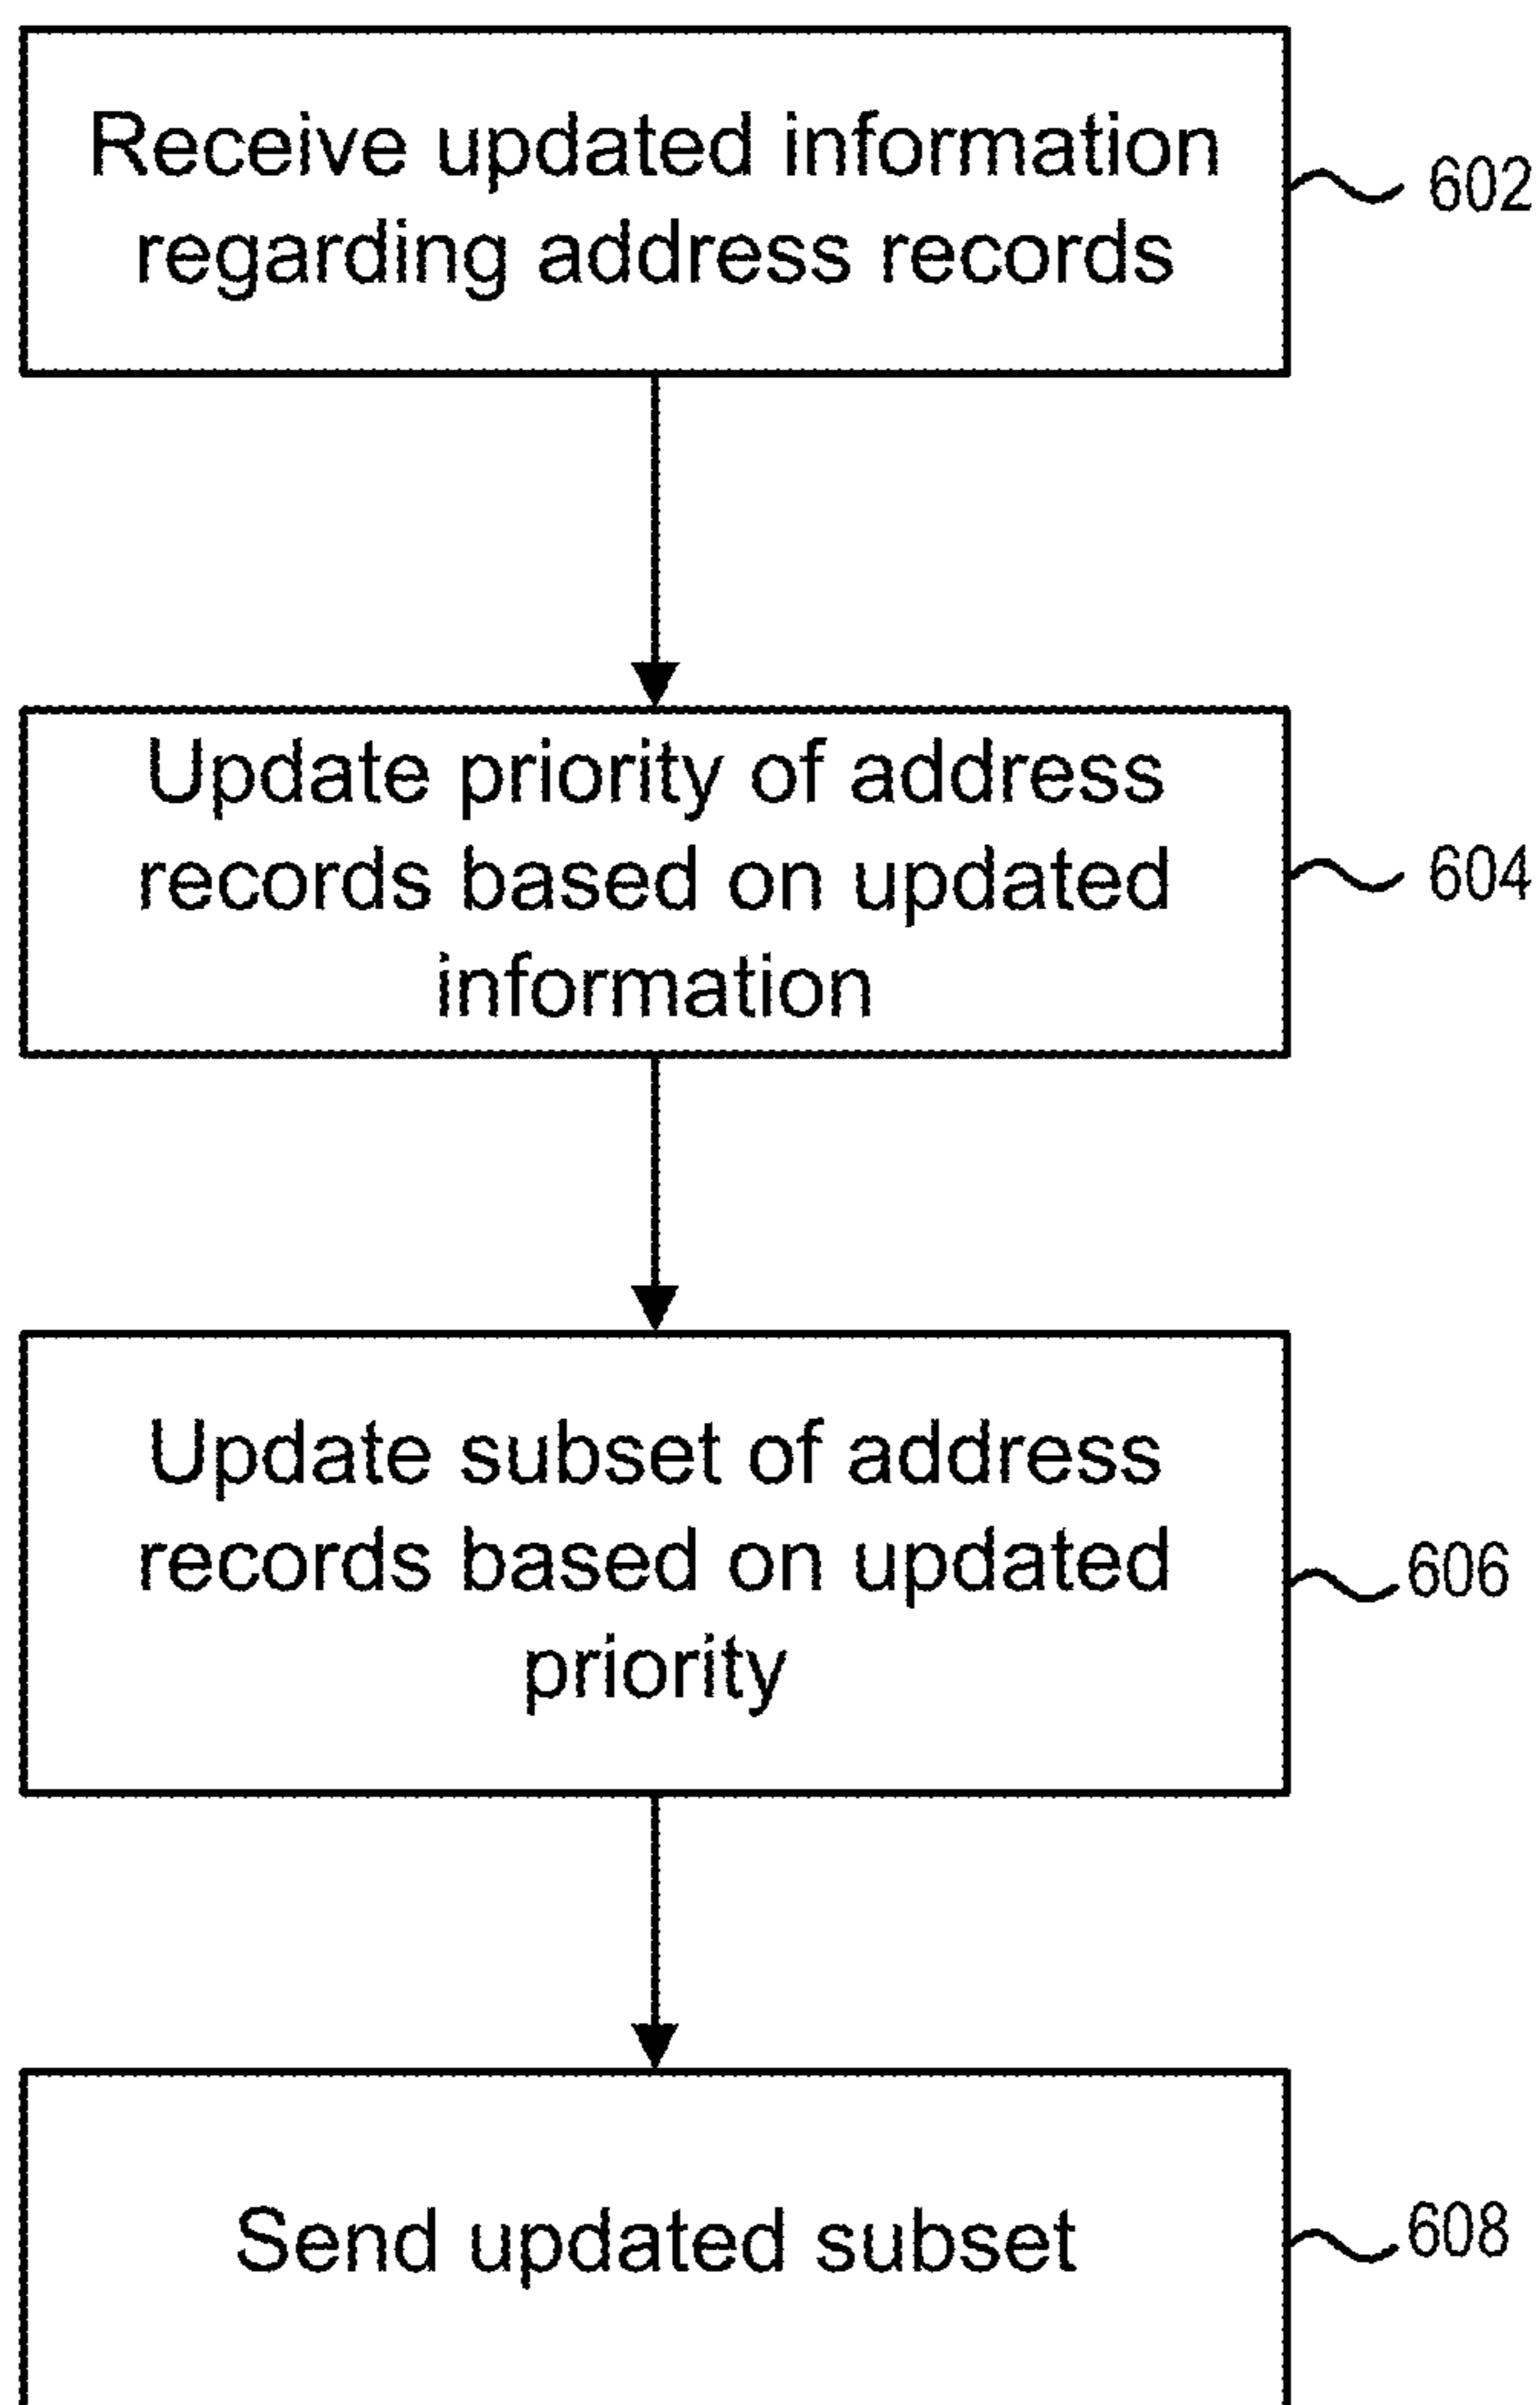 Receive updated information
regarding address records
602
Update priority of address
records based on updated
information
604
Update subset of address
records based on updated
priority
606
Send updated subset
608